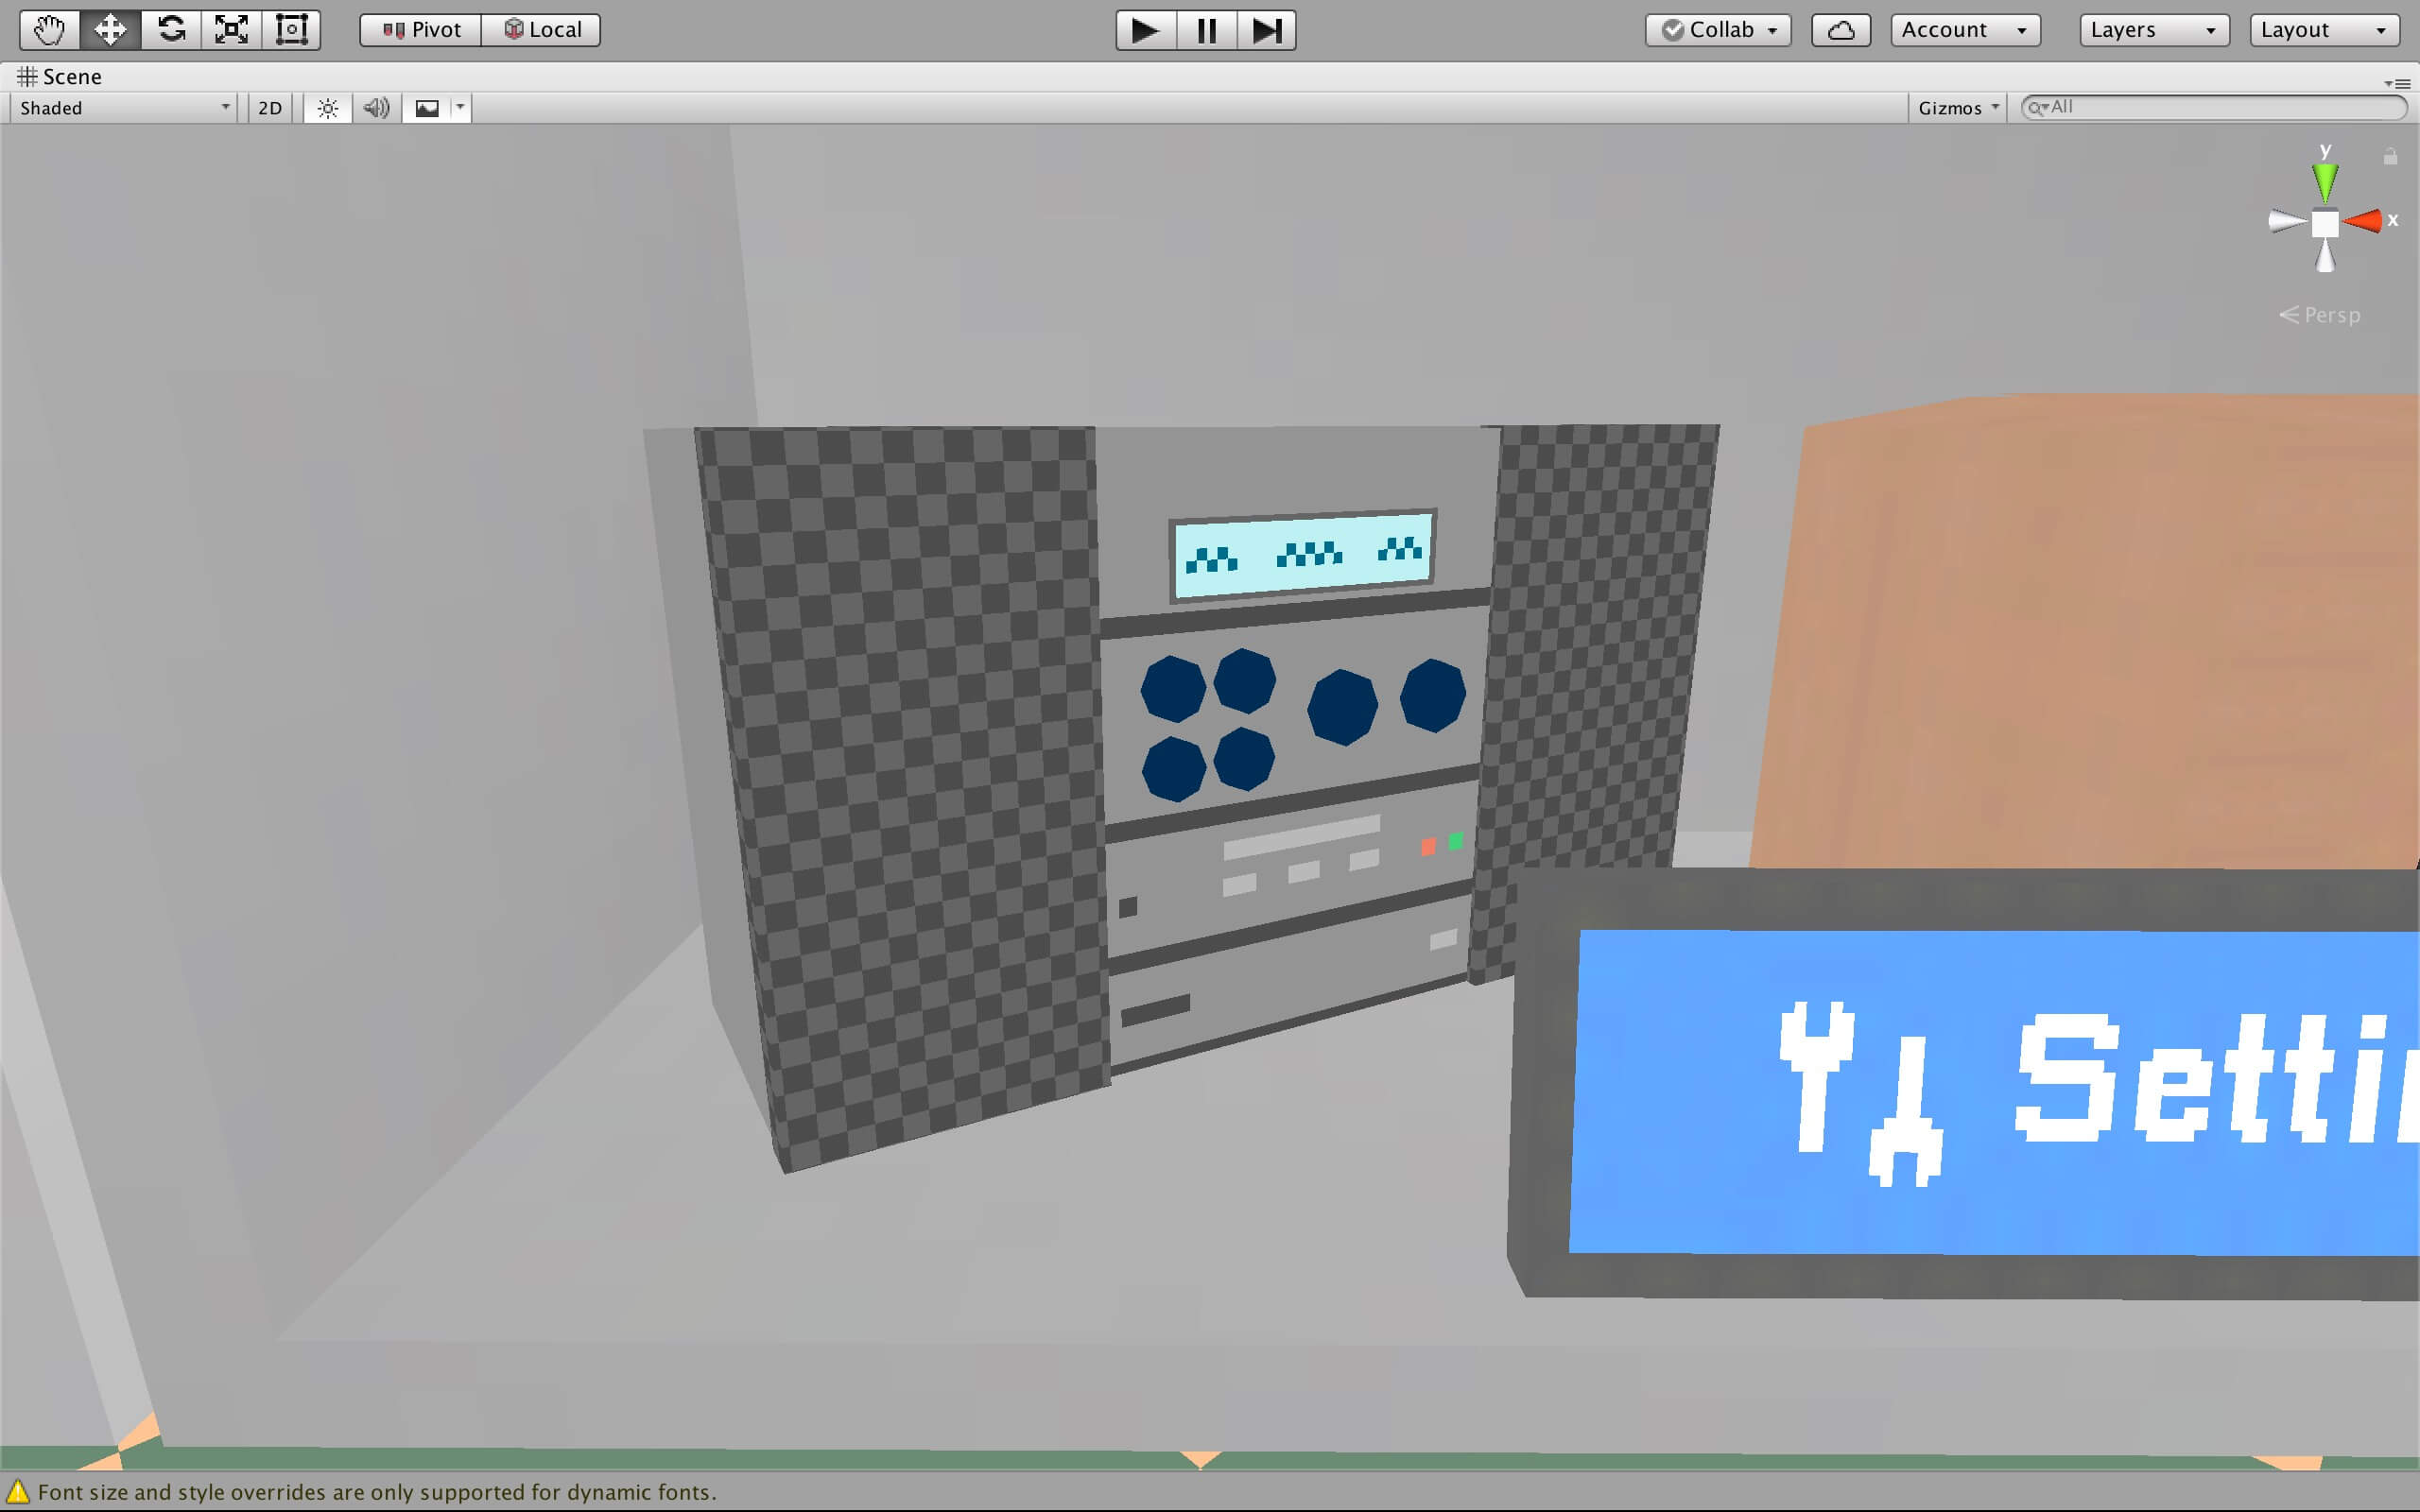 Pivot Local Collab Account Layers Layout
Scene
Shaded 2D Gizmos All
y
x
Persp
Settin
Font size and style overrides are only supported for dynamic fonts.